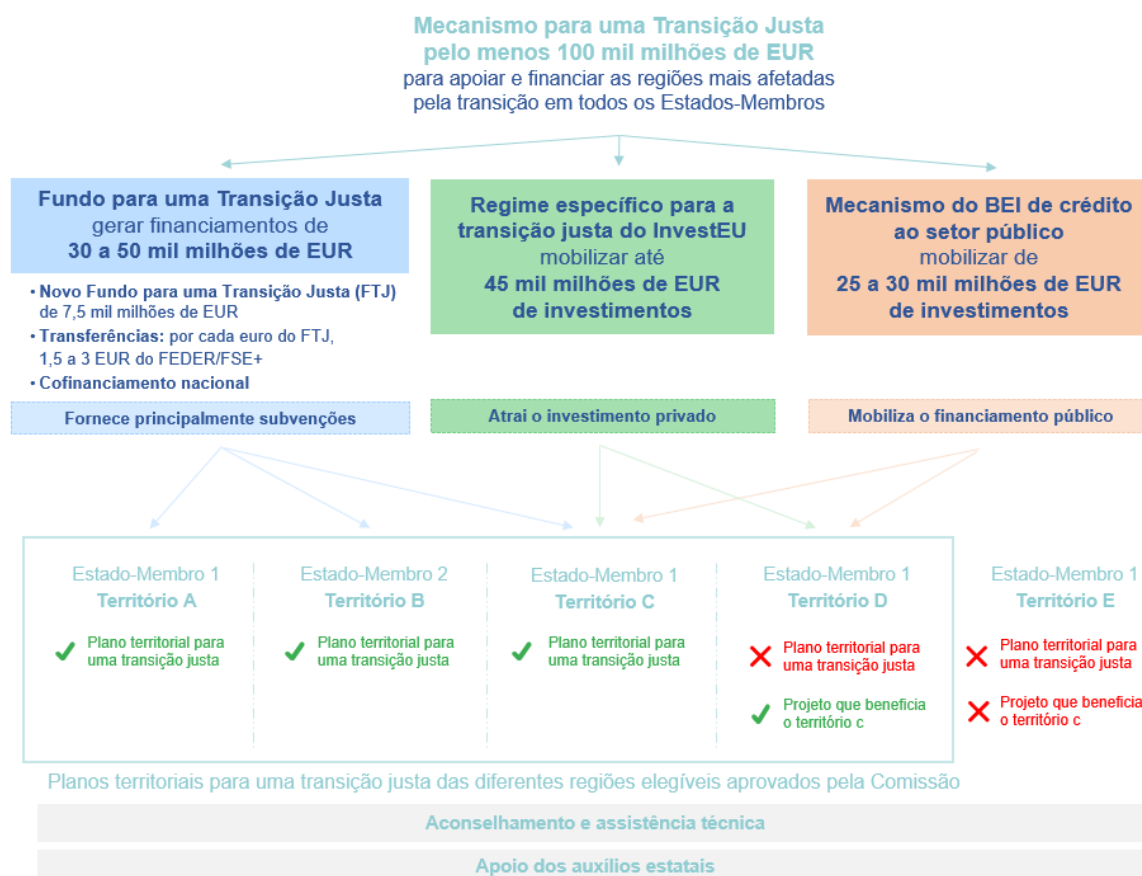 Mecanismo para uma Transição Justa
pelo menos 100 mil milhões de EUR
para apoiar e financiar as regiões mais afetadas
pela transição em todos os Estados-Membros
Fundo para uma Transição Justa
gerar financiamentos de
30 a 50 mil milhões de EUR
• Novo Fundo para uma Transição Justa (FTJ)
de 7,5 mil milhões de EUR
• Transferências: por cada euro do FTJ,
1,5 a 3 EUR do FEDER/FSE+
• Cofinanciamento nacional
Fornece principalmente subvenções
Regime específico para a
transição justa do InvestEU
mobilizar até
45 mil milhões de EUR
de investimentos
Atrai o investimento privado
Mecanismo do BEI de crédito
ao setor público
mobilizar de
25 a 30 mil milhões de EUR
de investimentos
Mobiliza o financiamento público
Estado-Membro 1
Território A
Plano territorial para
uma transição justa
Estado-Membro 2
Território B
Plano territorial para
uma transição justa
Estado-Membro 1
Território C
Plano territorial para
uma transição justa
Estado-Membro 1
Território D
Plano territorial para
uma transição justa
Projeto que beneficia
o território c
Estado-Membro 1
Território E
Plano territorial para
uma transição justa
Projeto que beneficia
o território c
Planos territoriais para uma transição justa das diferentes regiões elegíveis aprovados pela Comissão
Aconselhamento e assistência técnica
Apoio dos auxílios estatais